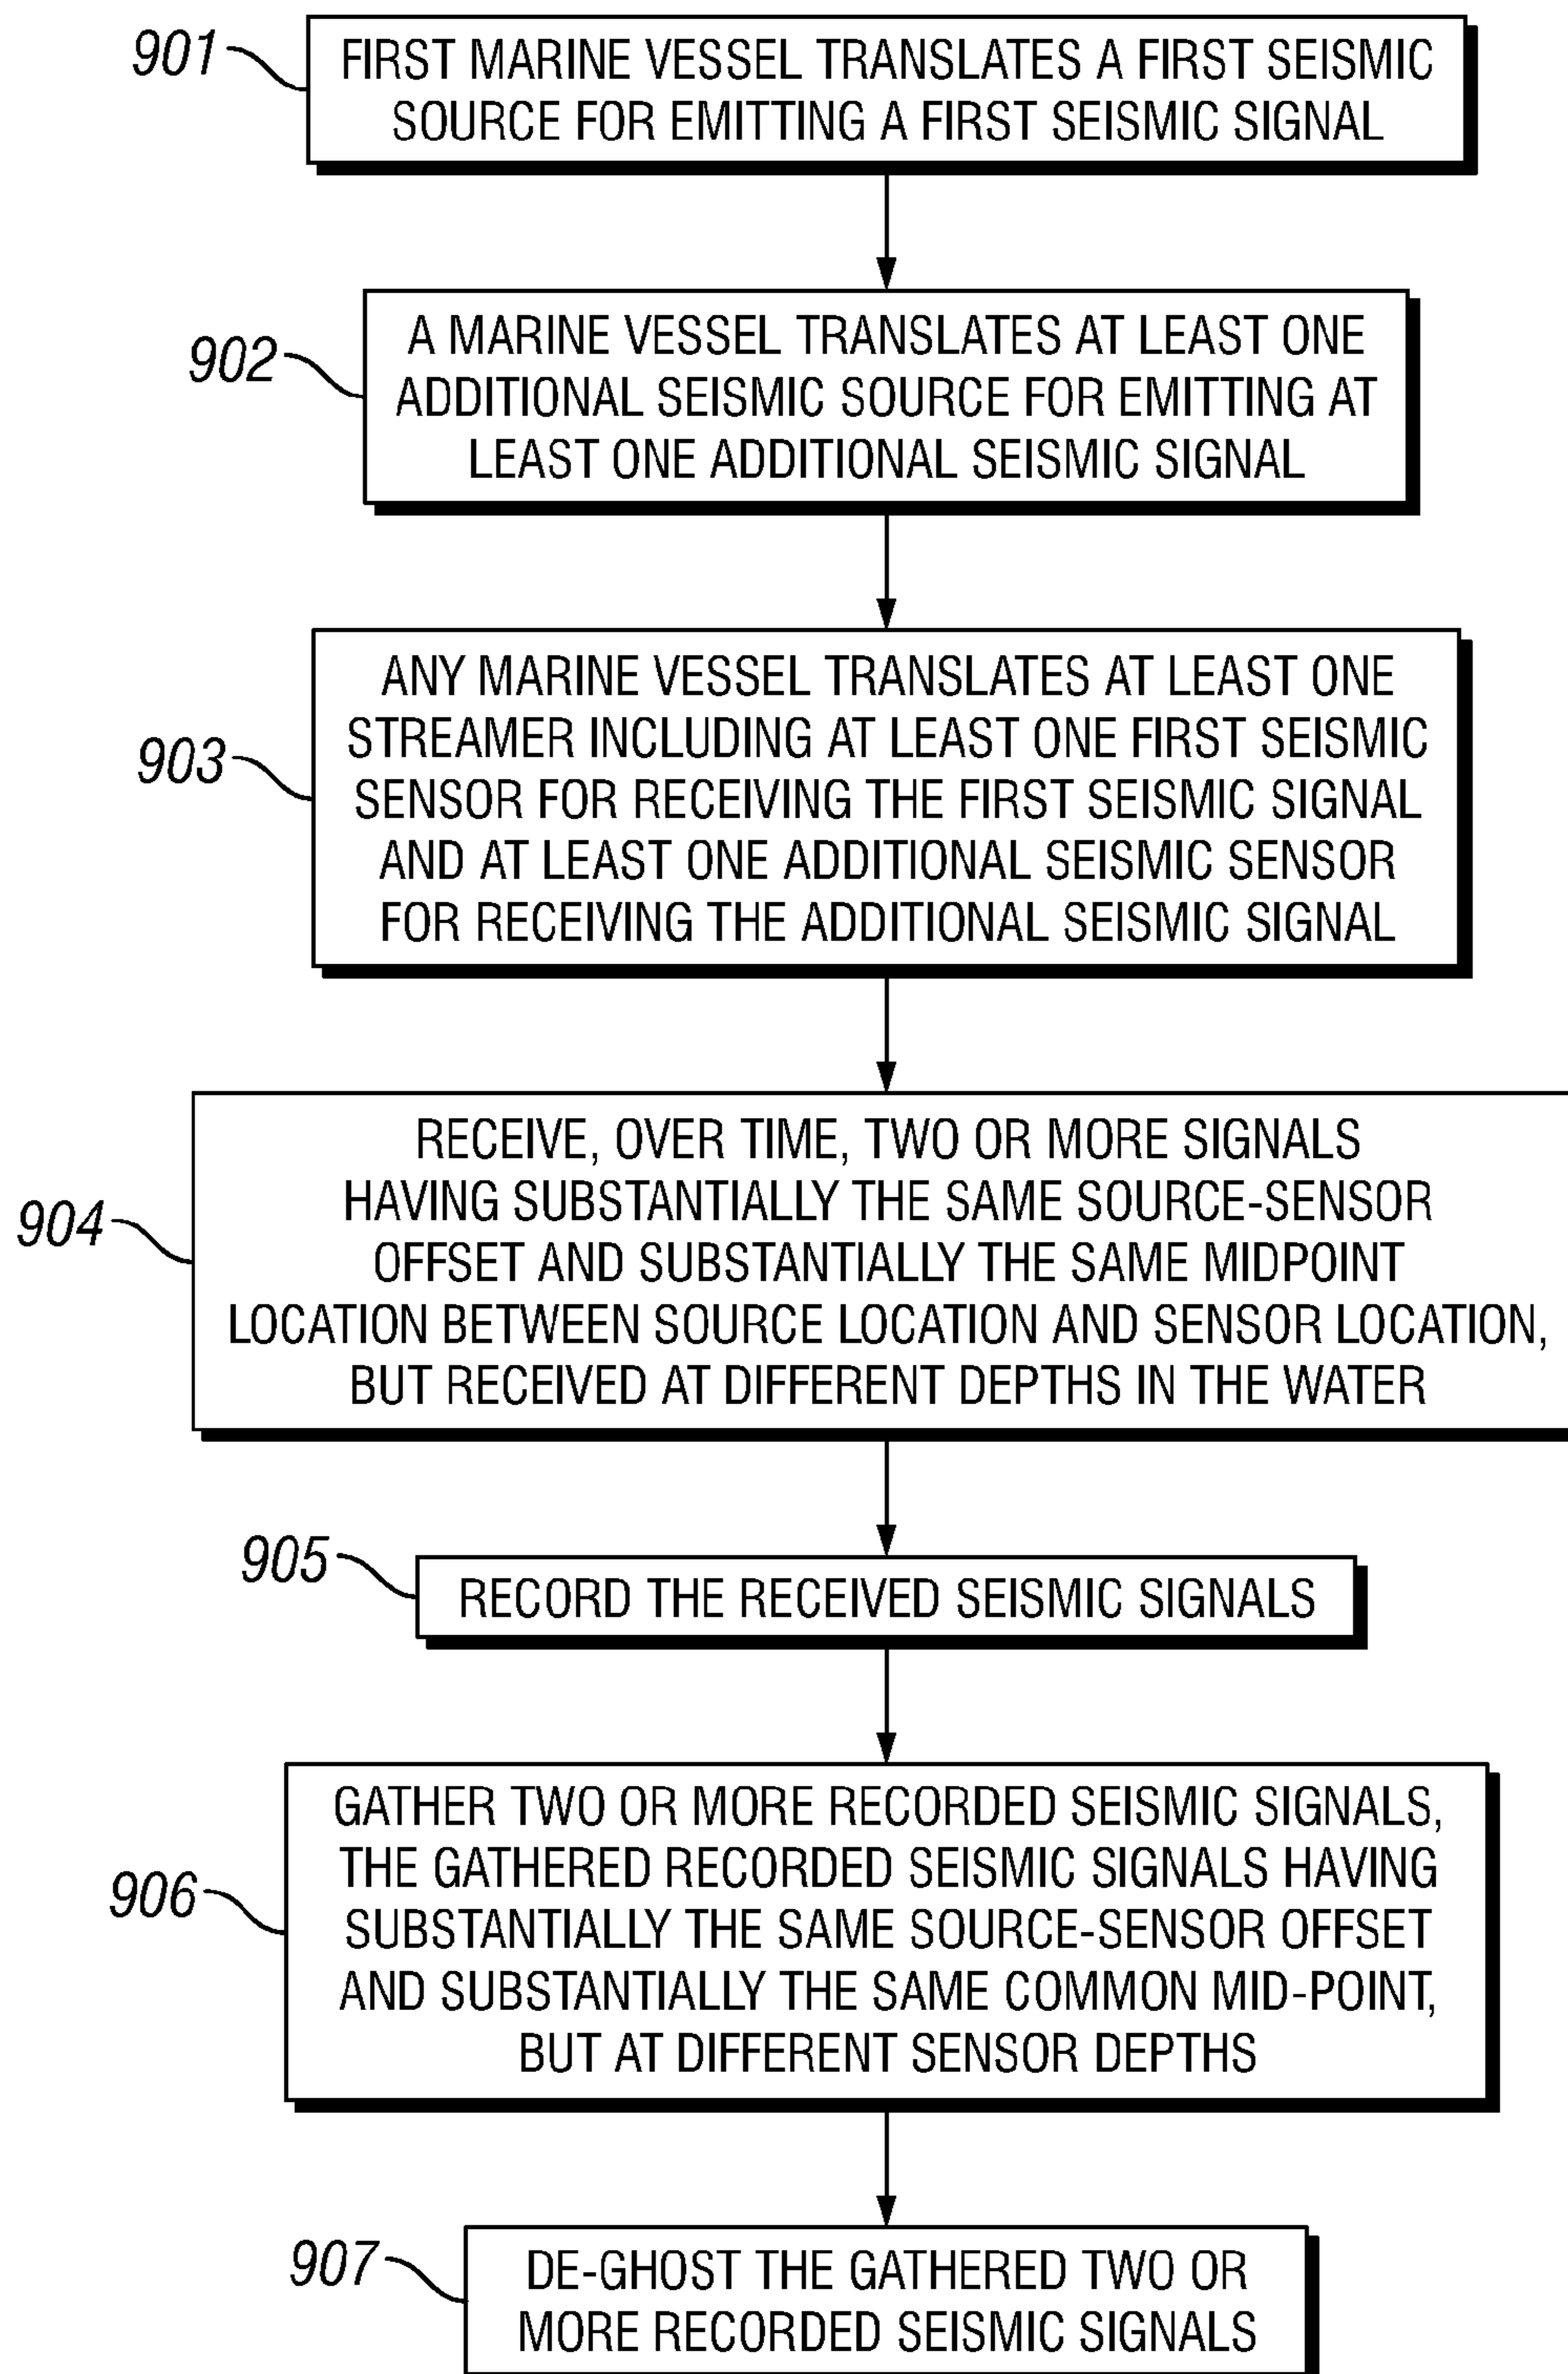 901
FIRST MARINE VESSEL TRANSLATES A FIRST SEISMIC
SOURCE FOR EMITTING A FIRST SEISMIC SIGNAL
902
A MARINE VESSEL TRANSLATES AT LEAST ONE
ADDITIONAL SEISMIC SOURCE FOR EMITTING AT
LEAST ONE ADDITIONAL SEISMIC SIGNAL
903
ANY MARINE VESSEL TRANSLATES AT LEAST ONE
STREAMER INCLUDING AT LEAST ONE FIRST SEISMIC
SENSOR FOR RECEIVING THE FIRST SEISMIC SIGNAL
AND AT LEAST ONE ADDITIONAL SEISMIC SENSOR
FOR RECEIVING THE ADDITIONAL SEISMIC SIGNAL
904
RECEIVE, OVER TIME, TWO OR MORE SIGNALS
HAVING SUBSTANTIALLY THE SAME SOURCE-SENSOR
OFFSET AND SUBSTANTIALLY THE SAME MIDPOINT
LOCATION BETWEEN SOURCE LOCATION AND SENSOR LOCATION,
BUT RECEIVED AT DIFFERENT DEPTHS IN THE WATER
905
RECORD THE RECEIVED SEISMIC SIGNALS
906
GATHER TWO OR MORE RECORDED SEISMIC SIGNALS,
THE GATHERED RECORDED SEISMIC SIGNALS HAVING
SUBSTANTIALLY THE SAME SOURCE-SENSOR OFFSET
AND SUBSTANTIALLY THE SAME COMMON MID-POINT,
BUT AT DIFFERENT SENSOR DEPTHS
907
DE-GHOST THE GATHERED TWO OR
MORE RECORDED SEISMIC SIGNALS